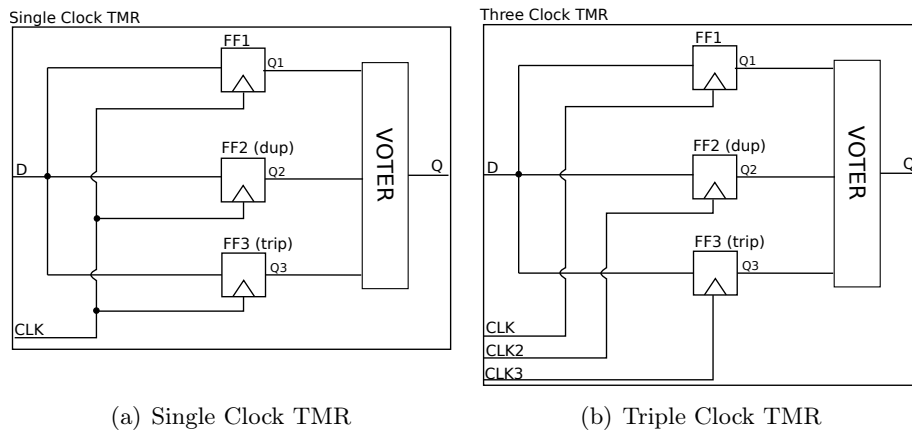 Single Clock TMR
FF1
Q1
FF2 (dup)
D
Q2
VOTER
Q
FF3 (trip)
Q3
CLK
(a) Single Clock TMR
Three Clock TMR
FF1
Q1
FF2 (dup)
D
Q2
VOTER
Q
FF3 (trip)
Q3
CLK
CLK2
CLK3
(b) Triple Clock TMR